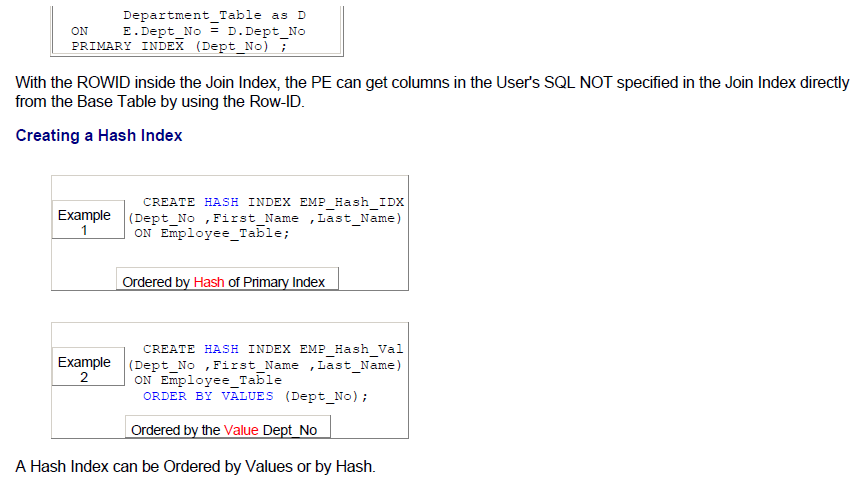 Department_Table as D
ON E.Dept_No = D.Dept_No
PRIMARY INDEX (Dept_No) ;
With the ROWID inside the Join Index, the PE can get columns in the User's SQL NOT specified in the Join Index directly
from the Base Table by using the Row-ID.
Creating a Hash Index
Example
1
CREATE HASH INDEX EMP_Hash_IDX
(Dept_No ,First_Name ,Last_Name)
ON Employee_Table;
Ordered by Hash of Primary Index
Example
2
CREATE HASH INDEX EMP_Hash_Val
(Dept_No ,First_Name ,Last_Name)
ON Employee_Table
ORDER BY VALUES (Dept_No);
Ordered by the Value Dept_No
A Hash Index can be Ordered by Values or by Hash.